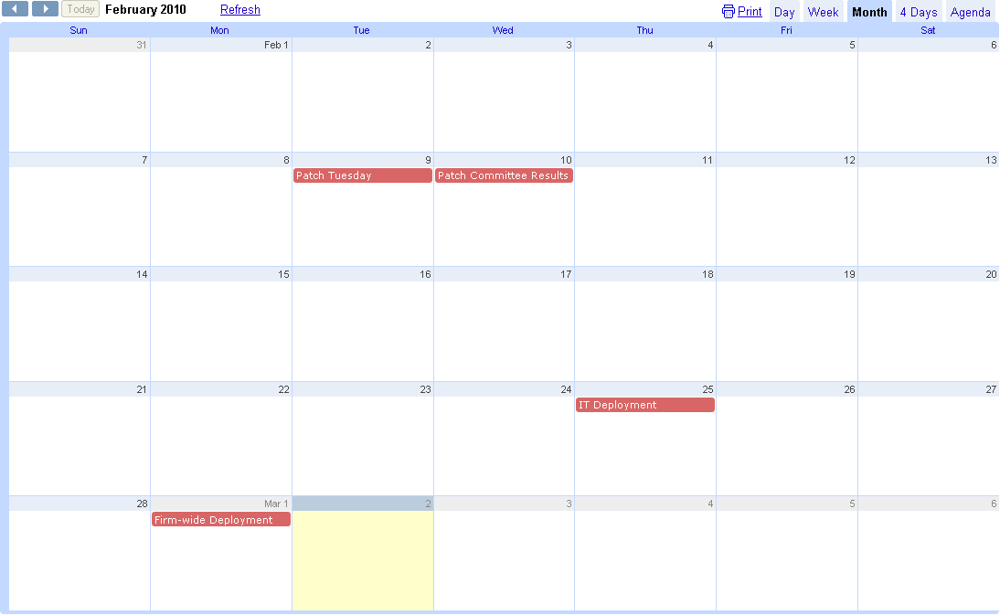 Today February 2010 Refresh Print Day Week Month 4 Days Agenda
Sun Mon Tue Wed Thu Fri Sat
31 Feb 1 2 3 4 5 6
7 8 9 10 11 12 13
Patch Tuesday Patch Committee Results
14 15 16 17 18 19 20
21 22 23 24 25 26 27
IT Deployment
28 Mar 1 2 3 4 5 6
Firm-wide Deployment